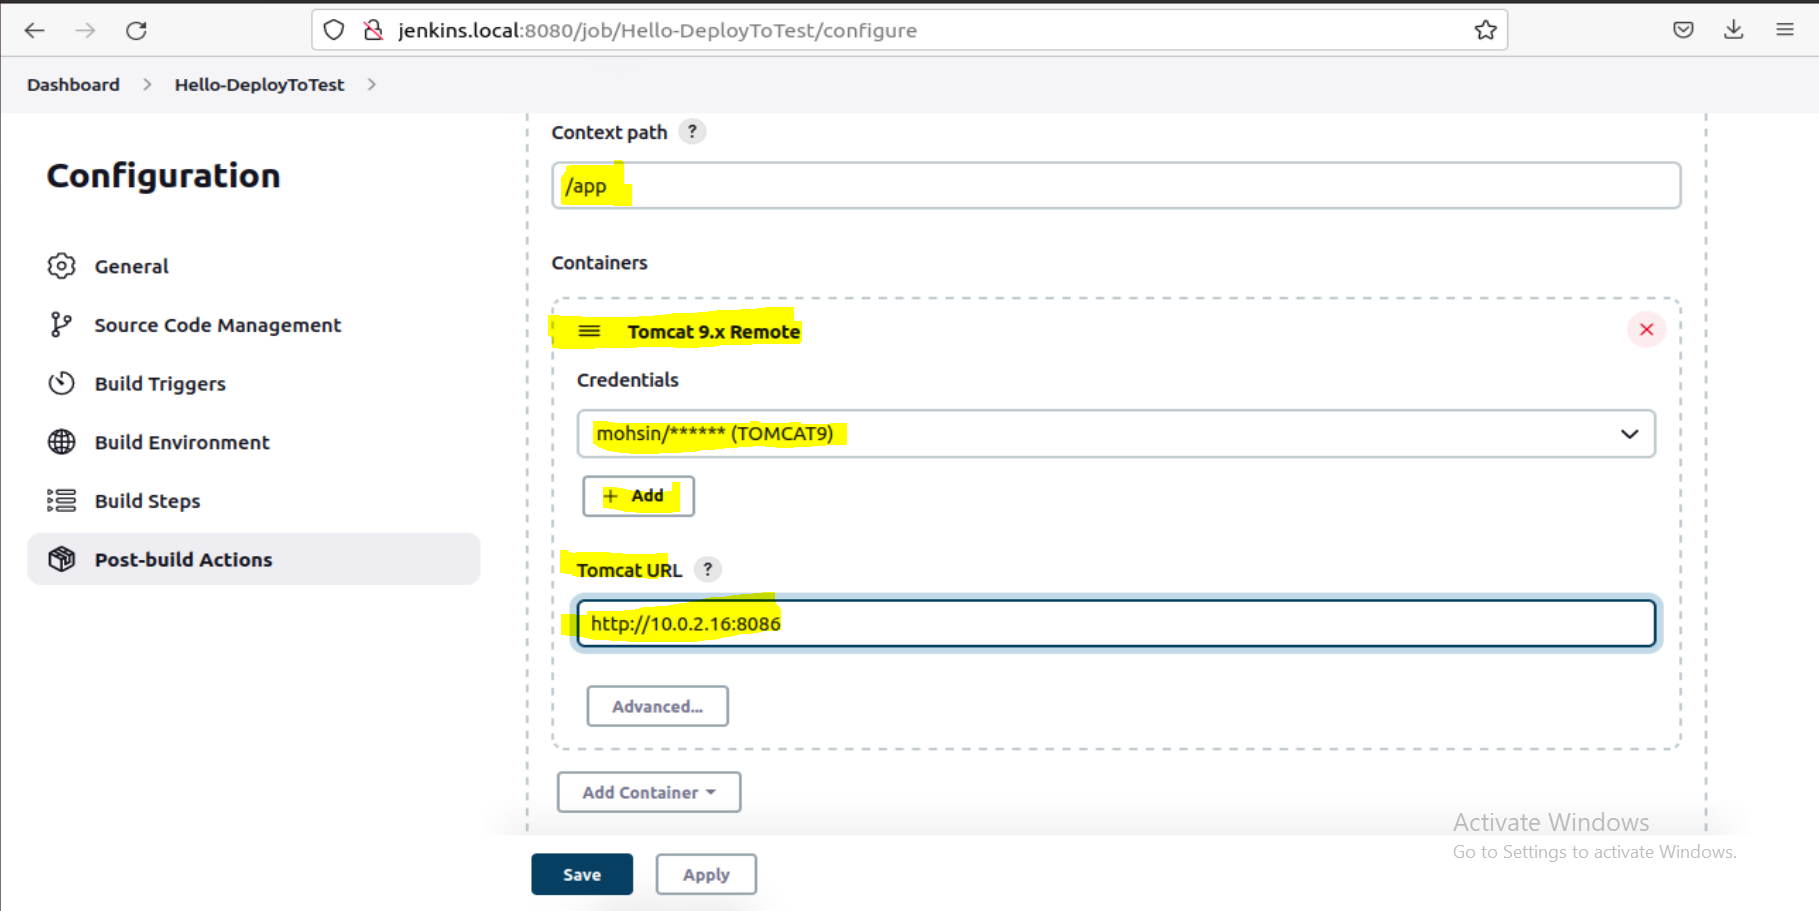 jenkins.local:8080/job/Hello-DeployToTest/configure
Dashboard > Hello-DeployToTest >
Configuration
General
Source Code Management
Build Triggers
Build Environment
Build Steps
Post-build Actions
Context path ?
/app
Containers
Tomcat 9.x Remote
Credentials
mohsin/****** (TOMCAT9)
+ Add
Tomcat URL ?
http://10.0.2.16:8086
Advanced...
Add Container
Save Apply
Activate Windows
Go to Settings to activate Windows.